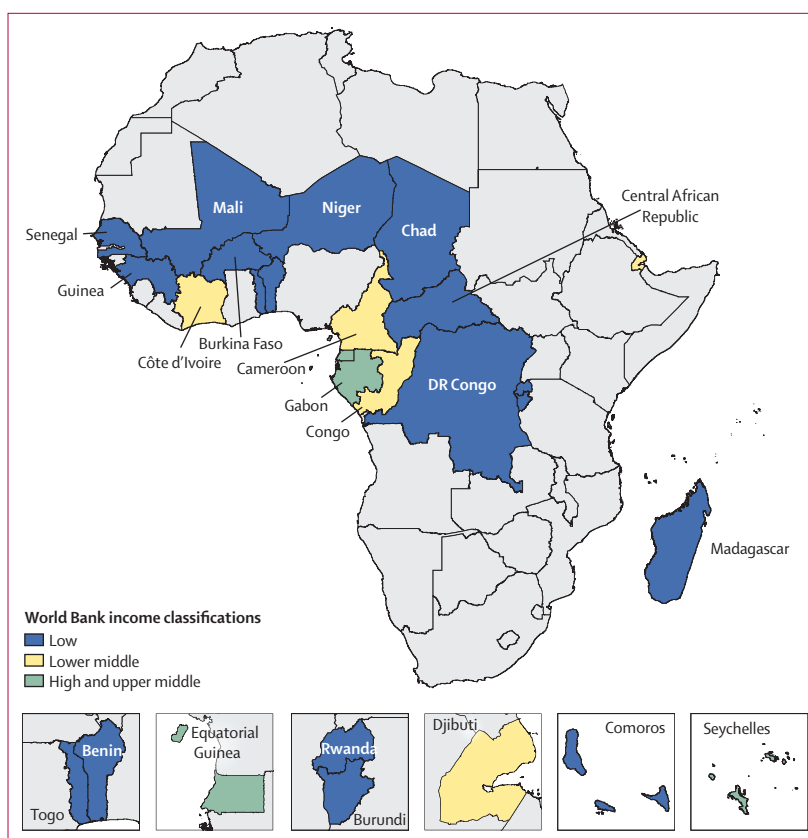 Mali
Niger
Chad
Central African
Republic
Senegal
Guinea
Burkina Faso
Côte d'Ivoire
Cameroon
Gabon
Congo
DR Congo
Madagascar
World Bank income classifications
Low
Lower middle
High and upper middle
Benin
Togo
Equatorial
Guinea
Rwanda
Burundi
Djibuti
Comoros
Seychelles